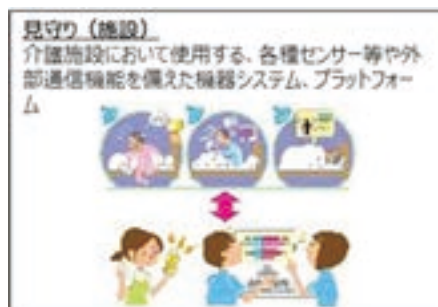 見守り（施設）
介護施設において使用する、各種センサー等や外
部通信機能を備えた機器システム、プラットフォー
ム